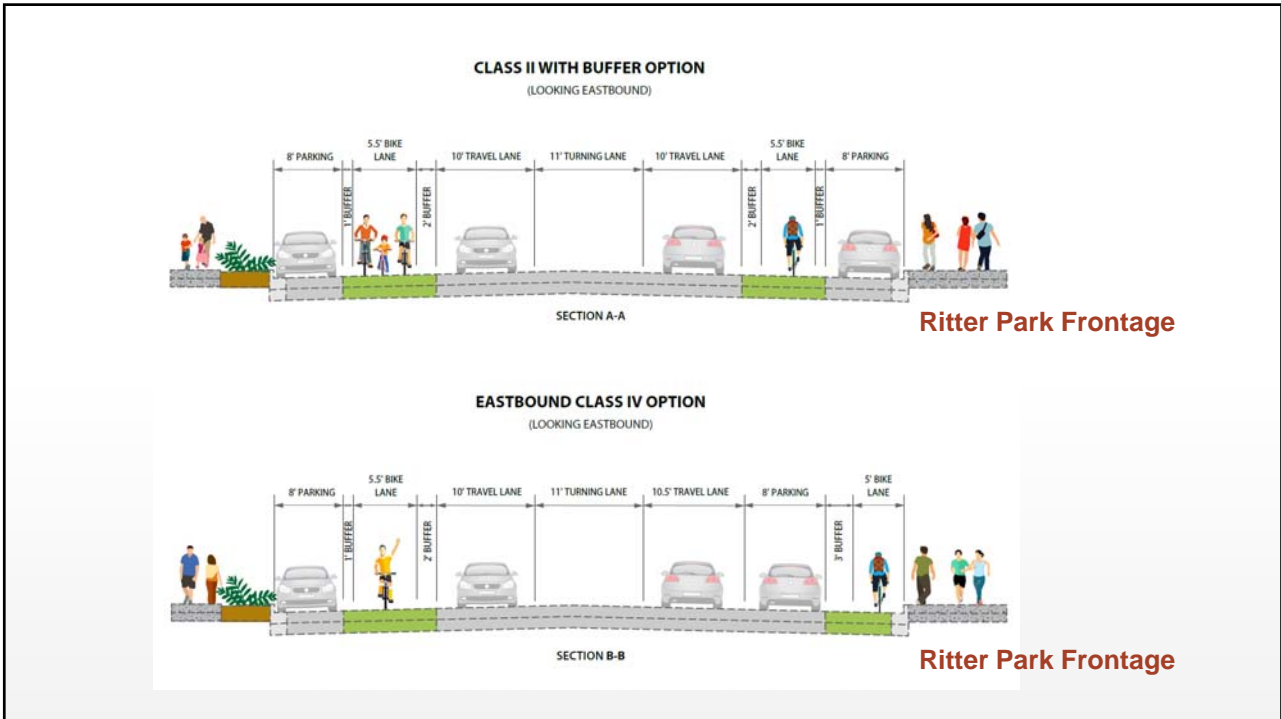 CLASS II WITH BUFFER OPTION
(LOOKING EASTBOUND)
8' PARKING
1' BUFFER
5.5' BIKE
LANE
2' BUFFER
10' TRAVEL LANE
11' TURNING LANE
10' TRAVEL LANE
2' BUFFER
5.5' BIKE
LANE
1' BUFFER
8' PARKING
SECTION A-A
Ritter Park Frontage
EASTBOUND CLASS IV OPTION
(LOOKING EASTBOUND)
8' PARKING
1' BUFFER
5.5' BIKE
LANE
2' BUFFER
10' TRAVEL LANE
11' TURNING LANE
10.5' TRAVEL LANE
8' PARKING
3' BUFFER
5' BIKE
LANE
SECTION B-B
Ritter Park Frontage